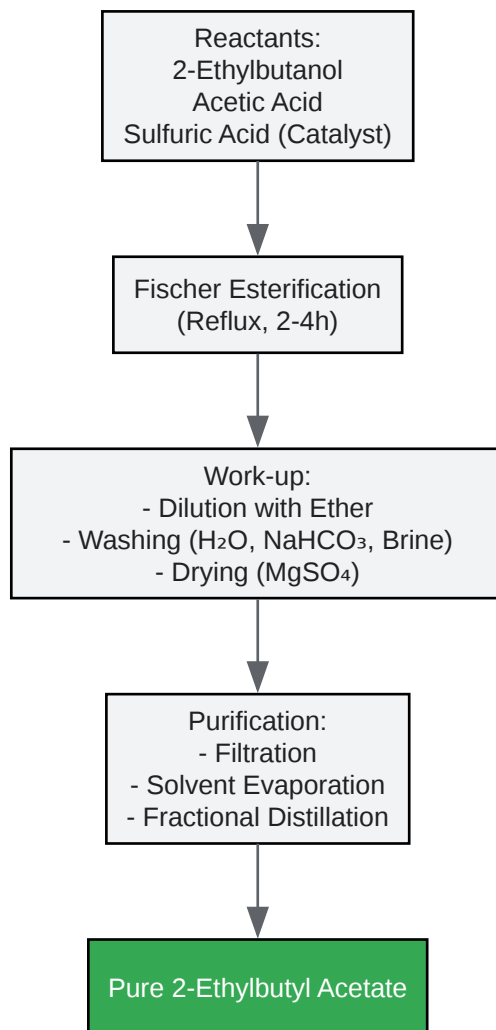 Reactants:
2-Ethylbutanol
Acetic Acid
Sulfuric Acid (Catalyst)
Fischer Esterification
(Reflux, 2-4h)
Work-up:
- Dilution with Ether
- Washing (H₂O, NaHCO₃, Brine)
- Drying (MgSO₄)
Purification:
- Filtration
- Solvent Evaporation
- Fractional Distillation
Pure 2-Ethylbutyl Acetate